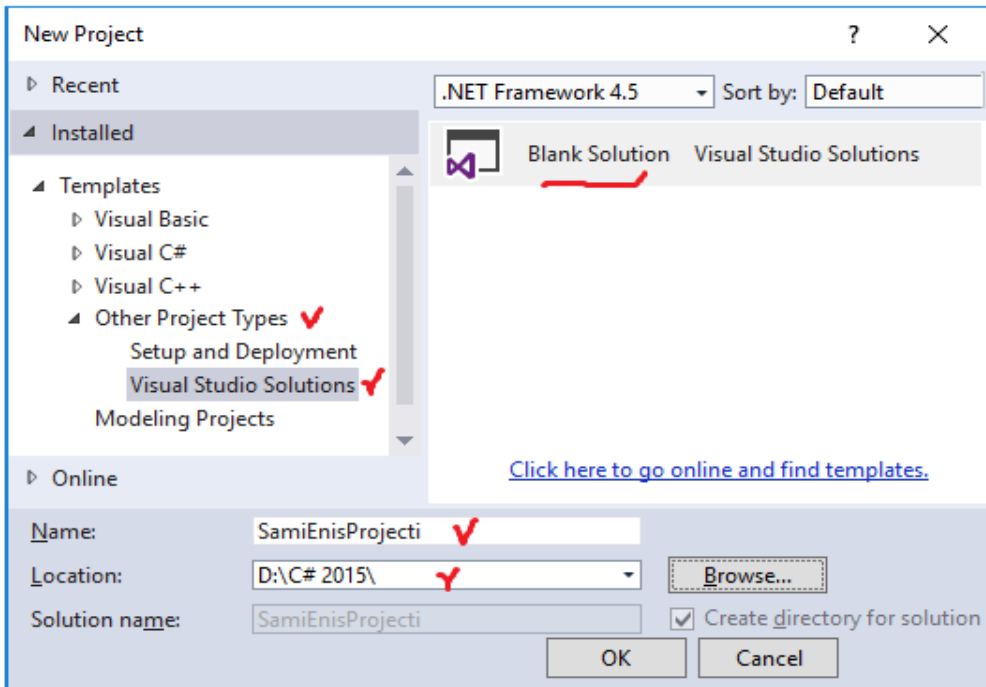 New Project ? X
Recent
.NET Framework 4.5 Sort by: Default
Installed
Blank Solution Visual Studio Solutions
Templates
Visual Basic
Visual C#
Visual C++
Other Project Types
Setup and Deployment
Visual Studio Solutions
Modeling Projects
Online
Click here to go online and find templates.
Name: SamiEnisProjecti
Location: D:\C# 2015\ Browse...
Solution name: SamiEnisProjecti Create directory for solution
OK Cancel